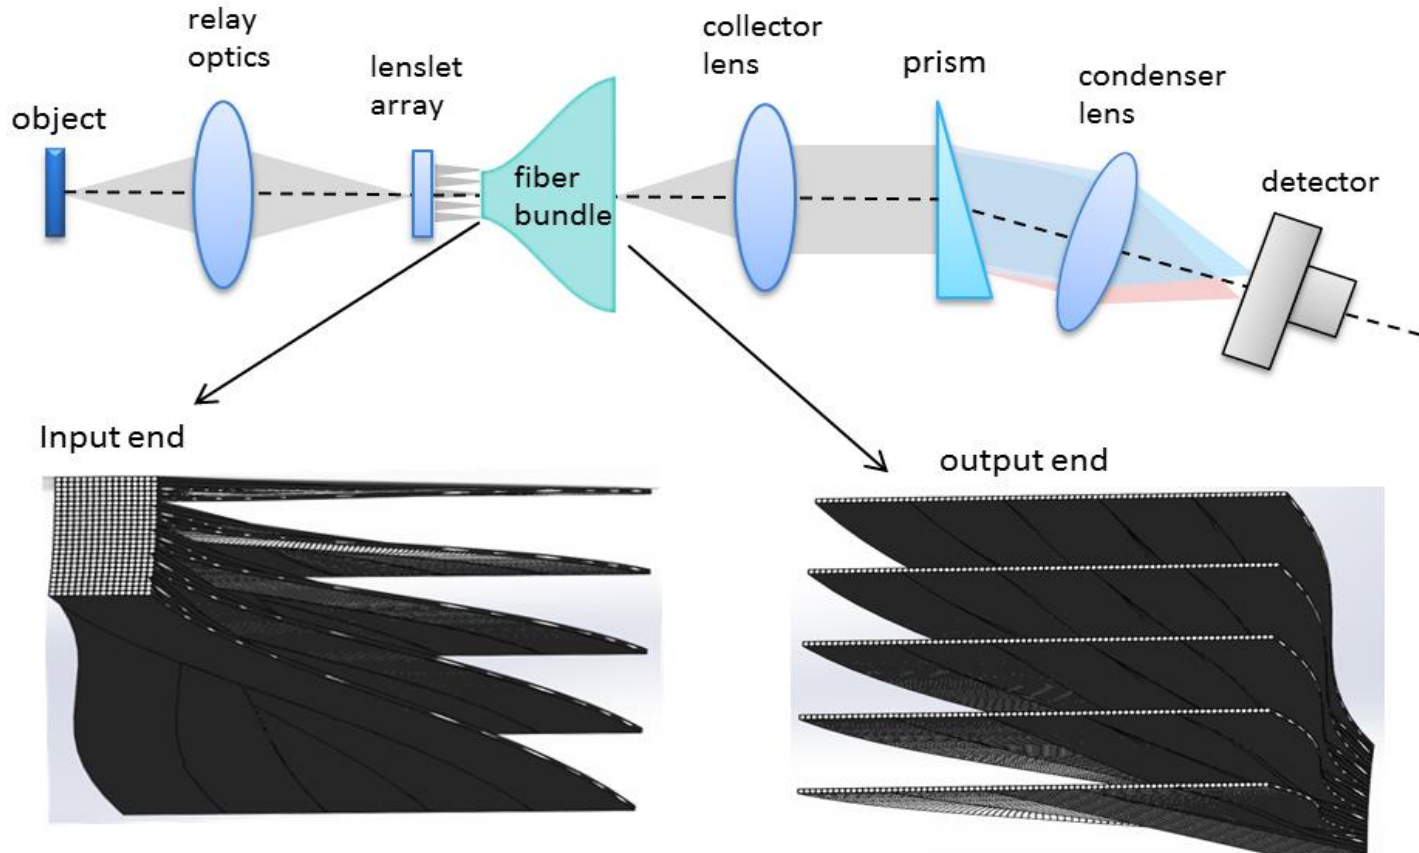 relay
optics
collector
lens
lenslet
array
prism
condenser
lens
object
fiber
bundle
detector
Input end
output end